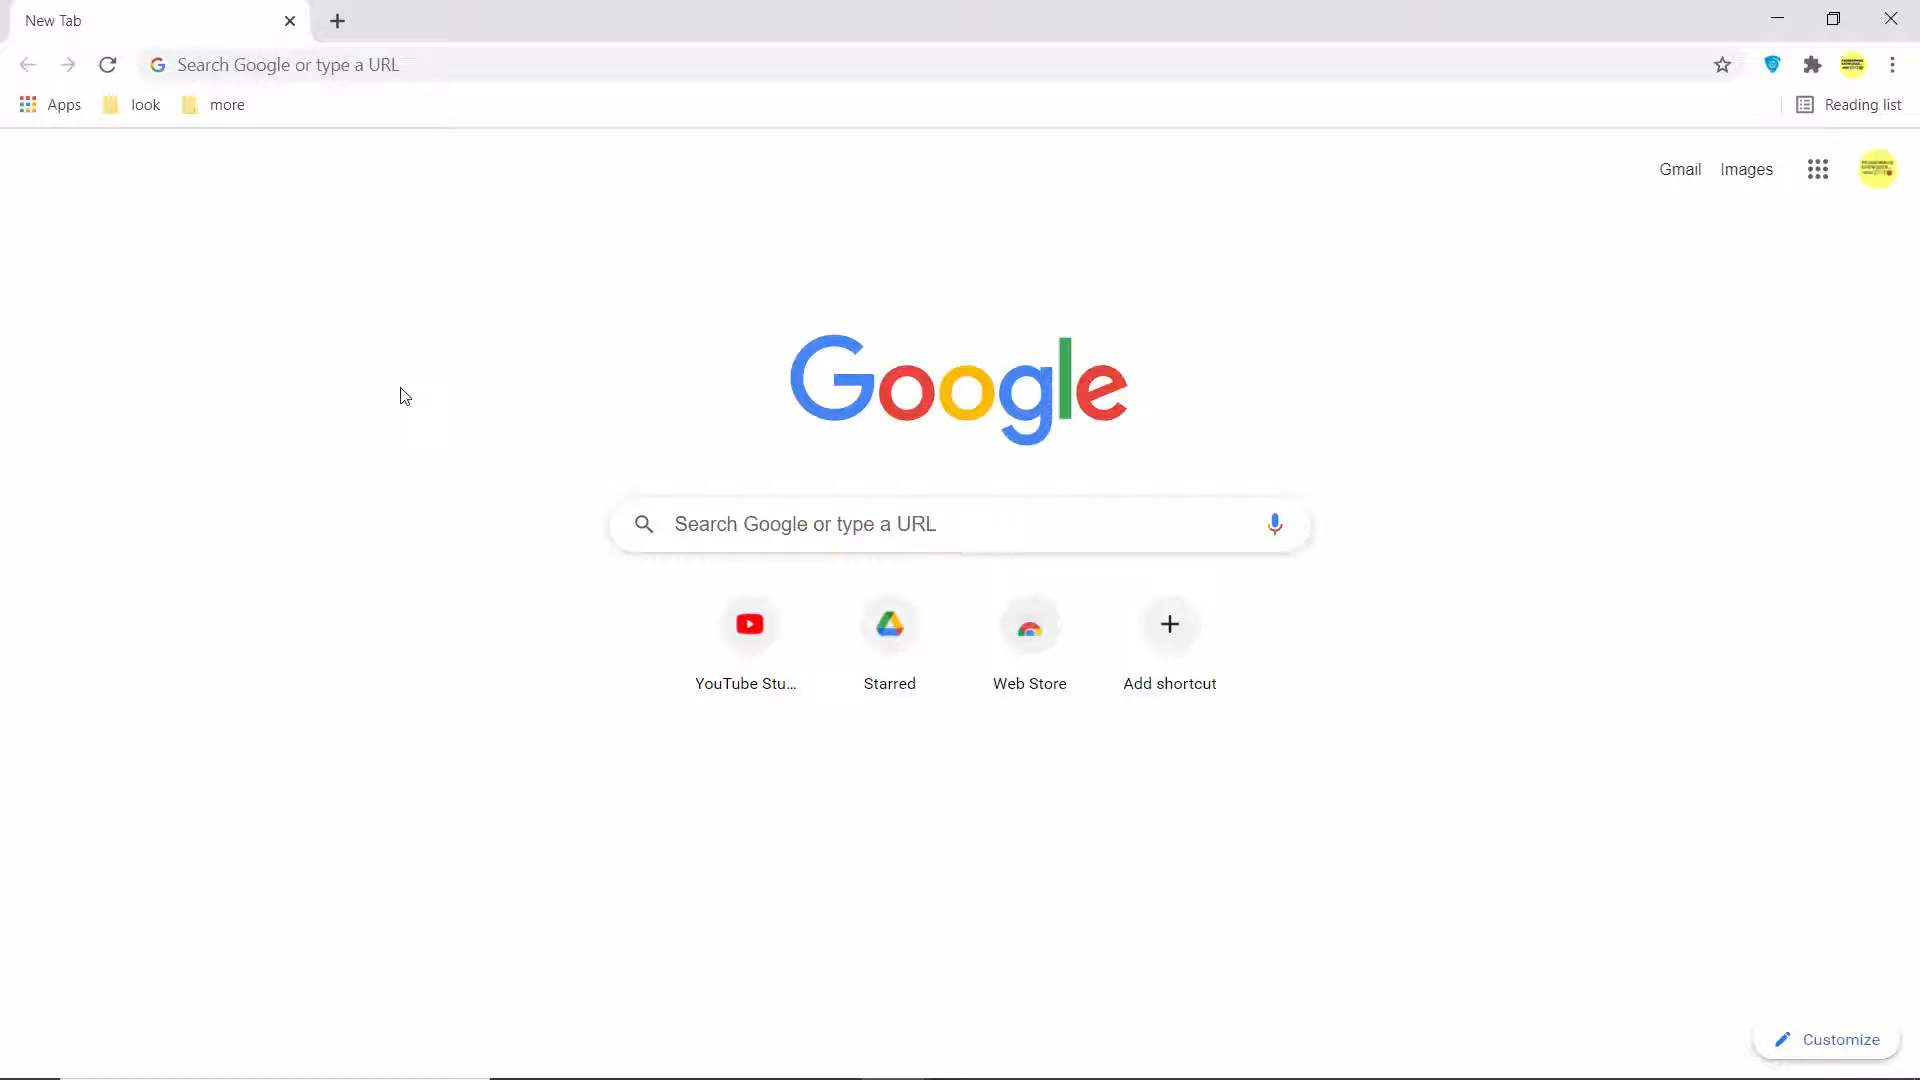 New Tab
Search Google or type a URL
Apps look more Reading list
Gmail Images
Google
Search Google or type a URL
YouTube Stu... Starred Web Store Add shortcut
Customize